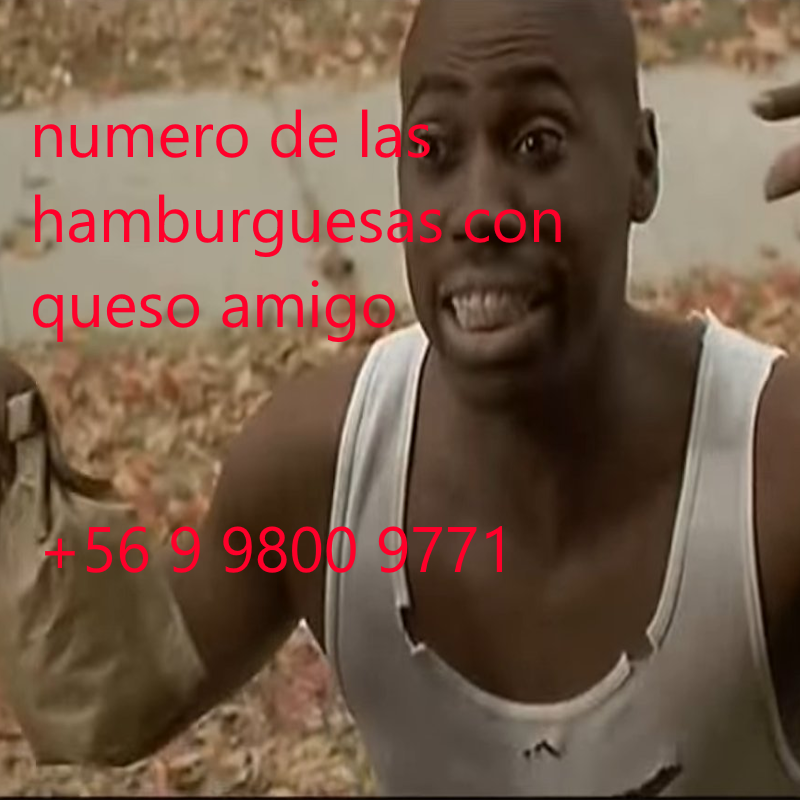 numero de las
hamburguesas con
queso amigo
+56 9 9800 9771